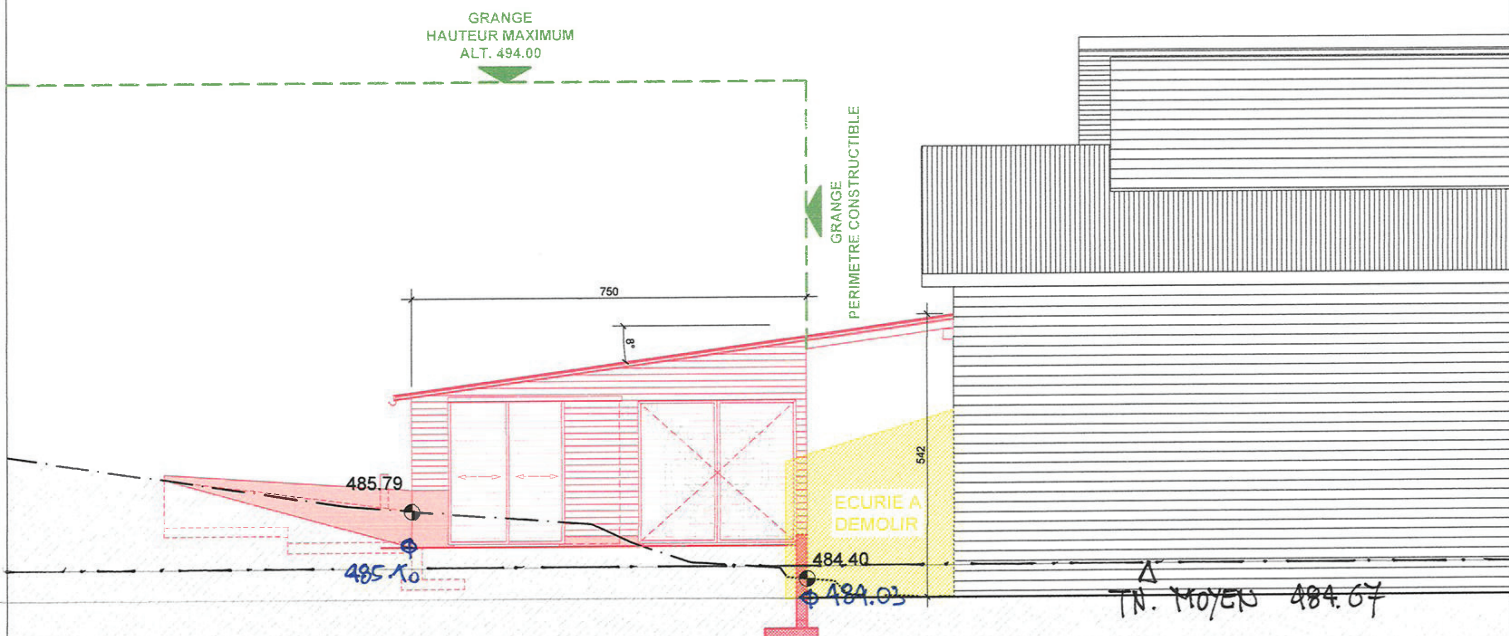 GRANGE
HAUTEUR MAXIMUM
ALT. 494.00
GRANGE
PERIMETRE CONSTRUCTIBLE
750
8°
542
485.79
ECURIE A
DEMOLIR
485.10
484.40
484.03
TN. MOYEN 484.67